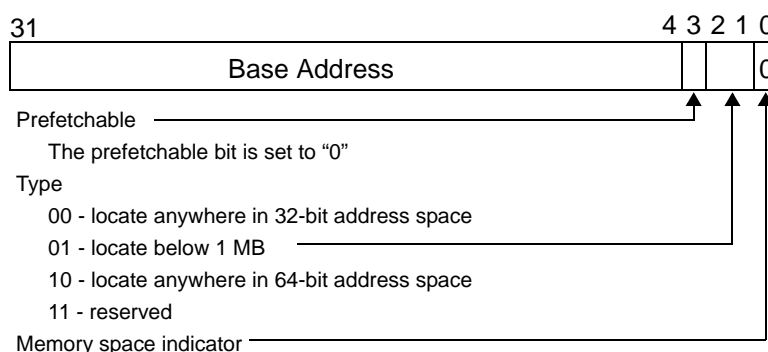 31 4 3 2 1 0
Base Address 0
Prefetchable
The prefetchable bit is set to “0”
Type
00 - locate anywhere in 32-bit address space
01 - locate below 1 MB
10 - locate anywhere in 64-bit address space
11 - reserved
Memory space indicator